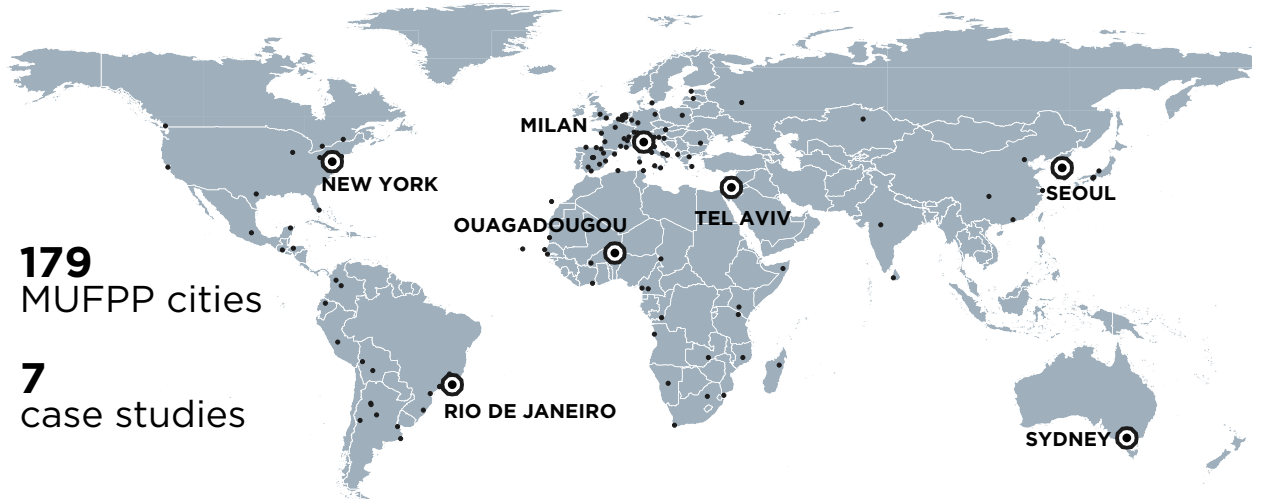 MILAN
NEW YORK
SEOUL
TEL AVIV
OUAGADOUGOU
179
MUFPP cities
7
case studies
RIO DE JANEIRO
SYDNEY